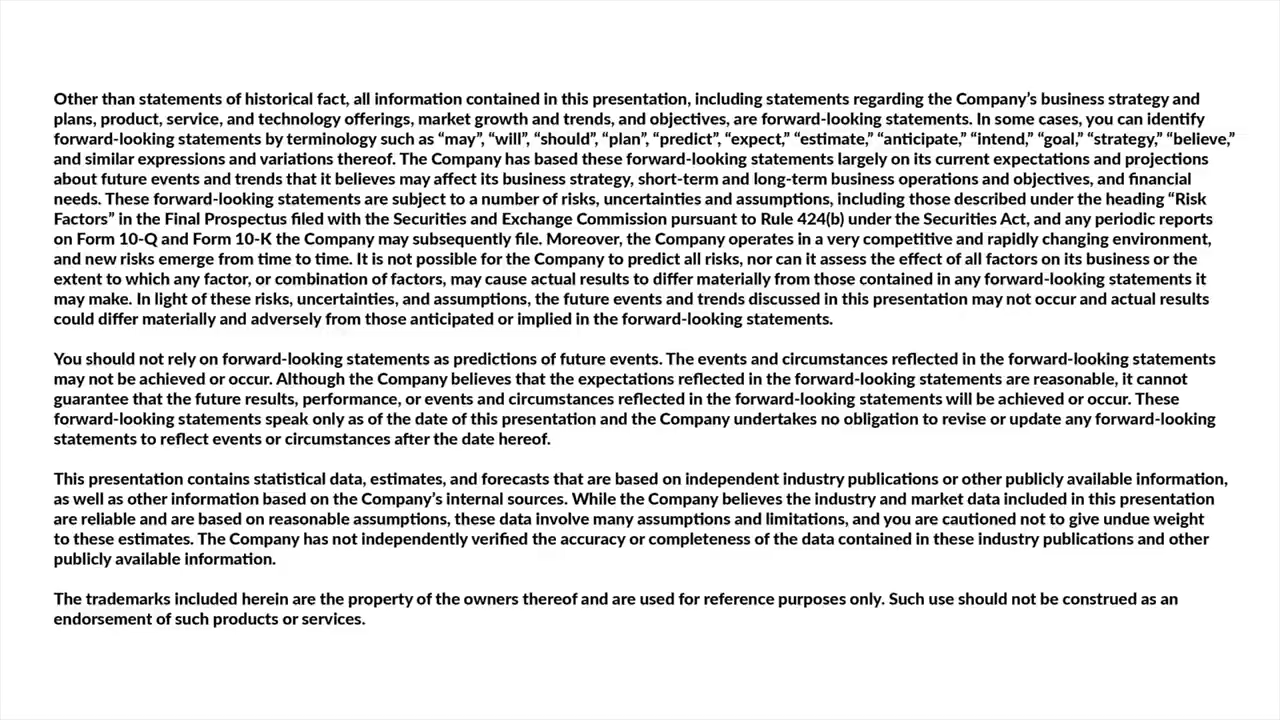 Other than statements of historical fact, all information contained in this presentation, including statements regarding the Company’s business strategy and
plans, product, service, and technology offerings, market growth and trends, and objectives, are forward-looking statements. In some cases, you can identify
forward-looking statements by terminology such as “may”, “will”, “should”, “plan”, “predict”, “expect,” “estimate,” “anticipate,” “intend,” “goal,” “strategy,” “believe,”
and similar expressions and variations thereof. The Company has based these forward-looking statements largely on its current expectations and projections
about future events and trends that it believes may affect its business strategy, short-term and long-term business operations and objectives, and financial
needs. These forward-looking statements are subject to a number of risks, uncertainties and assumptions, including those described under the heading “Risk
Factors” in the Final Prospectus filed with the Securities and Exchange Commission pursuant to Rule 424(b) under the Securities Act, and any periodic reports
on Form 10-Q and Form 10-K the Company may subsequently file. Moreover, the Company operates in a very competitive and rapidly changing environment,
and new risks emerge from time to time. It is not possible for the Company to predict all risks, nor can it assess the effect of all factors on its business or the
extent to which any factor, or combination of factors, may cause actual results to differ materially from those contained in any forward-looking statements it
may make. In light of these risks, uncertainties, and assumptions, the future events and trends discussed in this presentation may not occur and actual results
could differ materially and adversely from those anticipated or implied in the forward-looking statements.
You should not rely on forward-looking statements as predictions of future events. The events and circumstances reflected in the forward-looking statements
may not be achieved or occur. Although the Company believes that the expectations reflected in the forward-looking statements are reasonable, it cannot
guarantee that the future results, performance, or events and circumstances reflected in the forward-looking statements will be achieved or occur. These
forward-looking statements speak only as of the date of this presentation and the Company undertakes no obligation to revise or update any forward-looking
statements to reflect events or circumstances after the date hereof.
This presentation contains statistical data, estimates, and forecasts that are based on independent industry publications or other publicly available information,
as well as other information based on the Company’s internal sources. While the Company believes the industry and market data included in this presentation
are reliable and are based on reasonable assumptions, these data involve many assumptions and limitations, and you are cautioned not to give undue weight
to these estimates. The Company has not independently verified the accuracy or completeness of the data contained in these industry publications and other
publicly available information.
The trademarks included herein are the property of the owners thereof and are used for reference purposes only. Such use should not be construed as an
endorsement of such products or services.